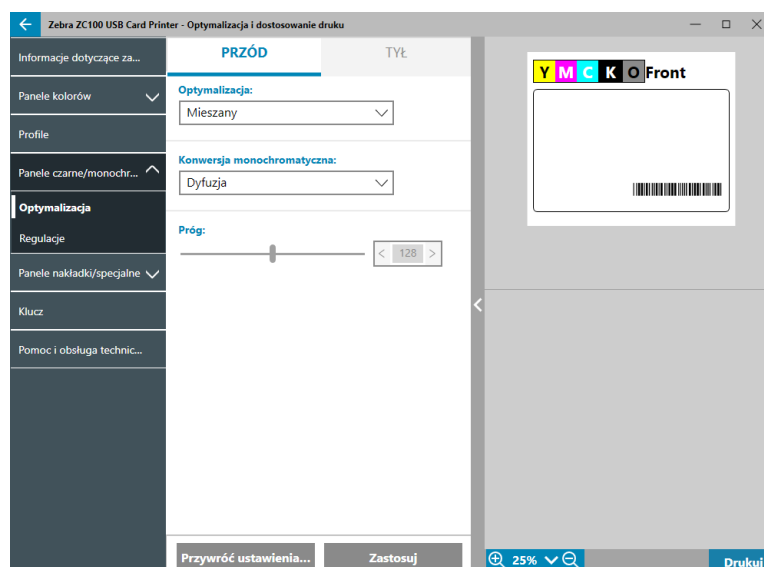 Zebra ZC100 USB Card Printer - Optymalizacja i dostosowanie druku
Informacje dotyczące za...
Panele kolorów
Profile
Panele czarne/monochr...
Optymalizacja
Regulacje
Panele nakładki/specjalne
Klucz
Pomoc i obsługa technic...
PRZÓD
TYŁ
Optymalizacja:
Mieszany
Konwersja monochromatyczna:
Dyfuzja
Próg:
< 128 >
Przywróć ustawienia...
Zastosuj
Y M C K O Front
25%
Drukuj